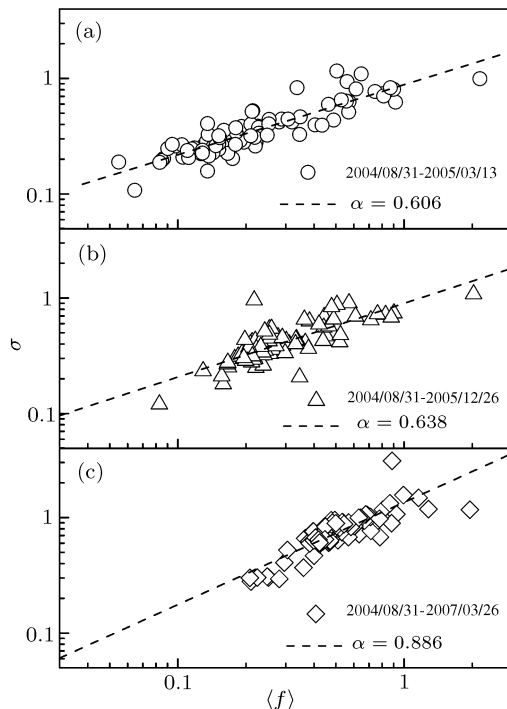 (a)
1
0.1
2004/08/31-2005/03/13
α = 0.606
(b)
1
0.1
σ
2004/08/31-2005/12/26
α = 0.638
(c)
1
0.1
2004/08/31-2007/03/26
α = 0.886
0.1 1
⟨f⟩